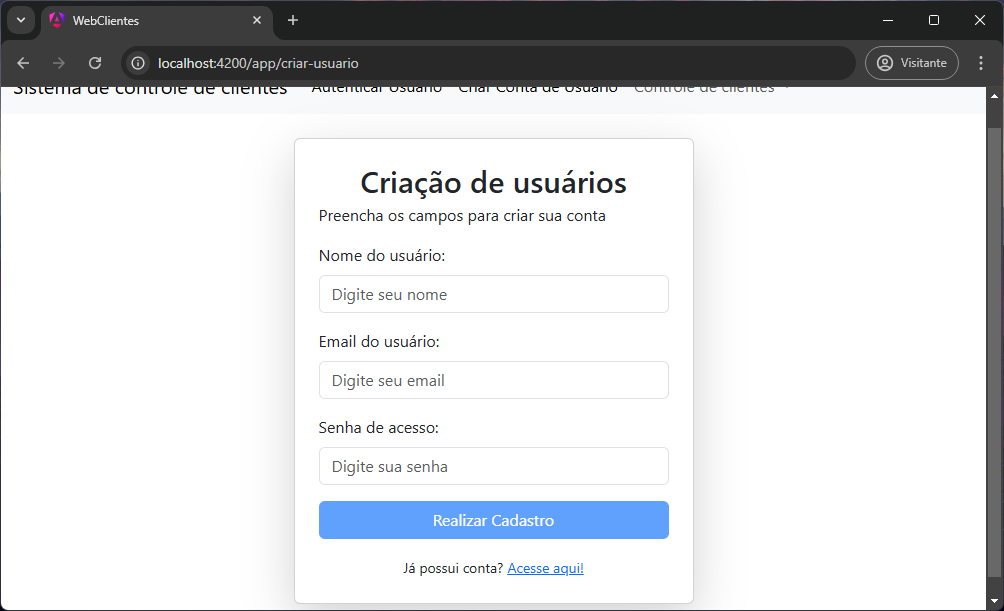 WebClientes
localhost:4200/app/criar-usuario
Visitante
Sistema de controle de clientes Autenticar Usuário Criar Conta de Usuário Controle de clientes
Criação de usuários
Preencha os campos para criar sua conta
Nome do usuário:
Digite seu nome
Email do usuário:
Digite seu email
Senha de acesso:
Digite sua senha
Realizar Cadastro
Já possui conta? Acesse aqui!